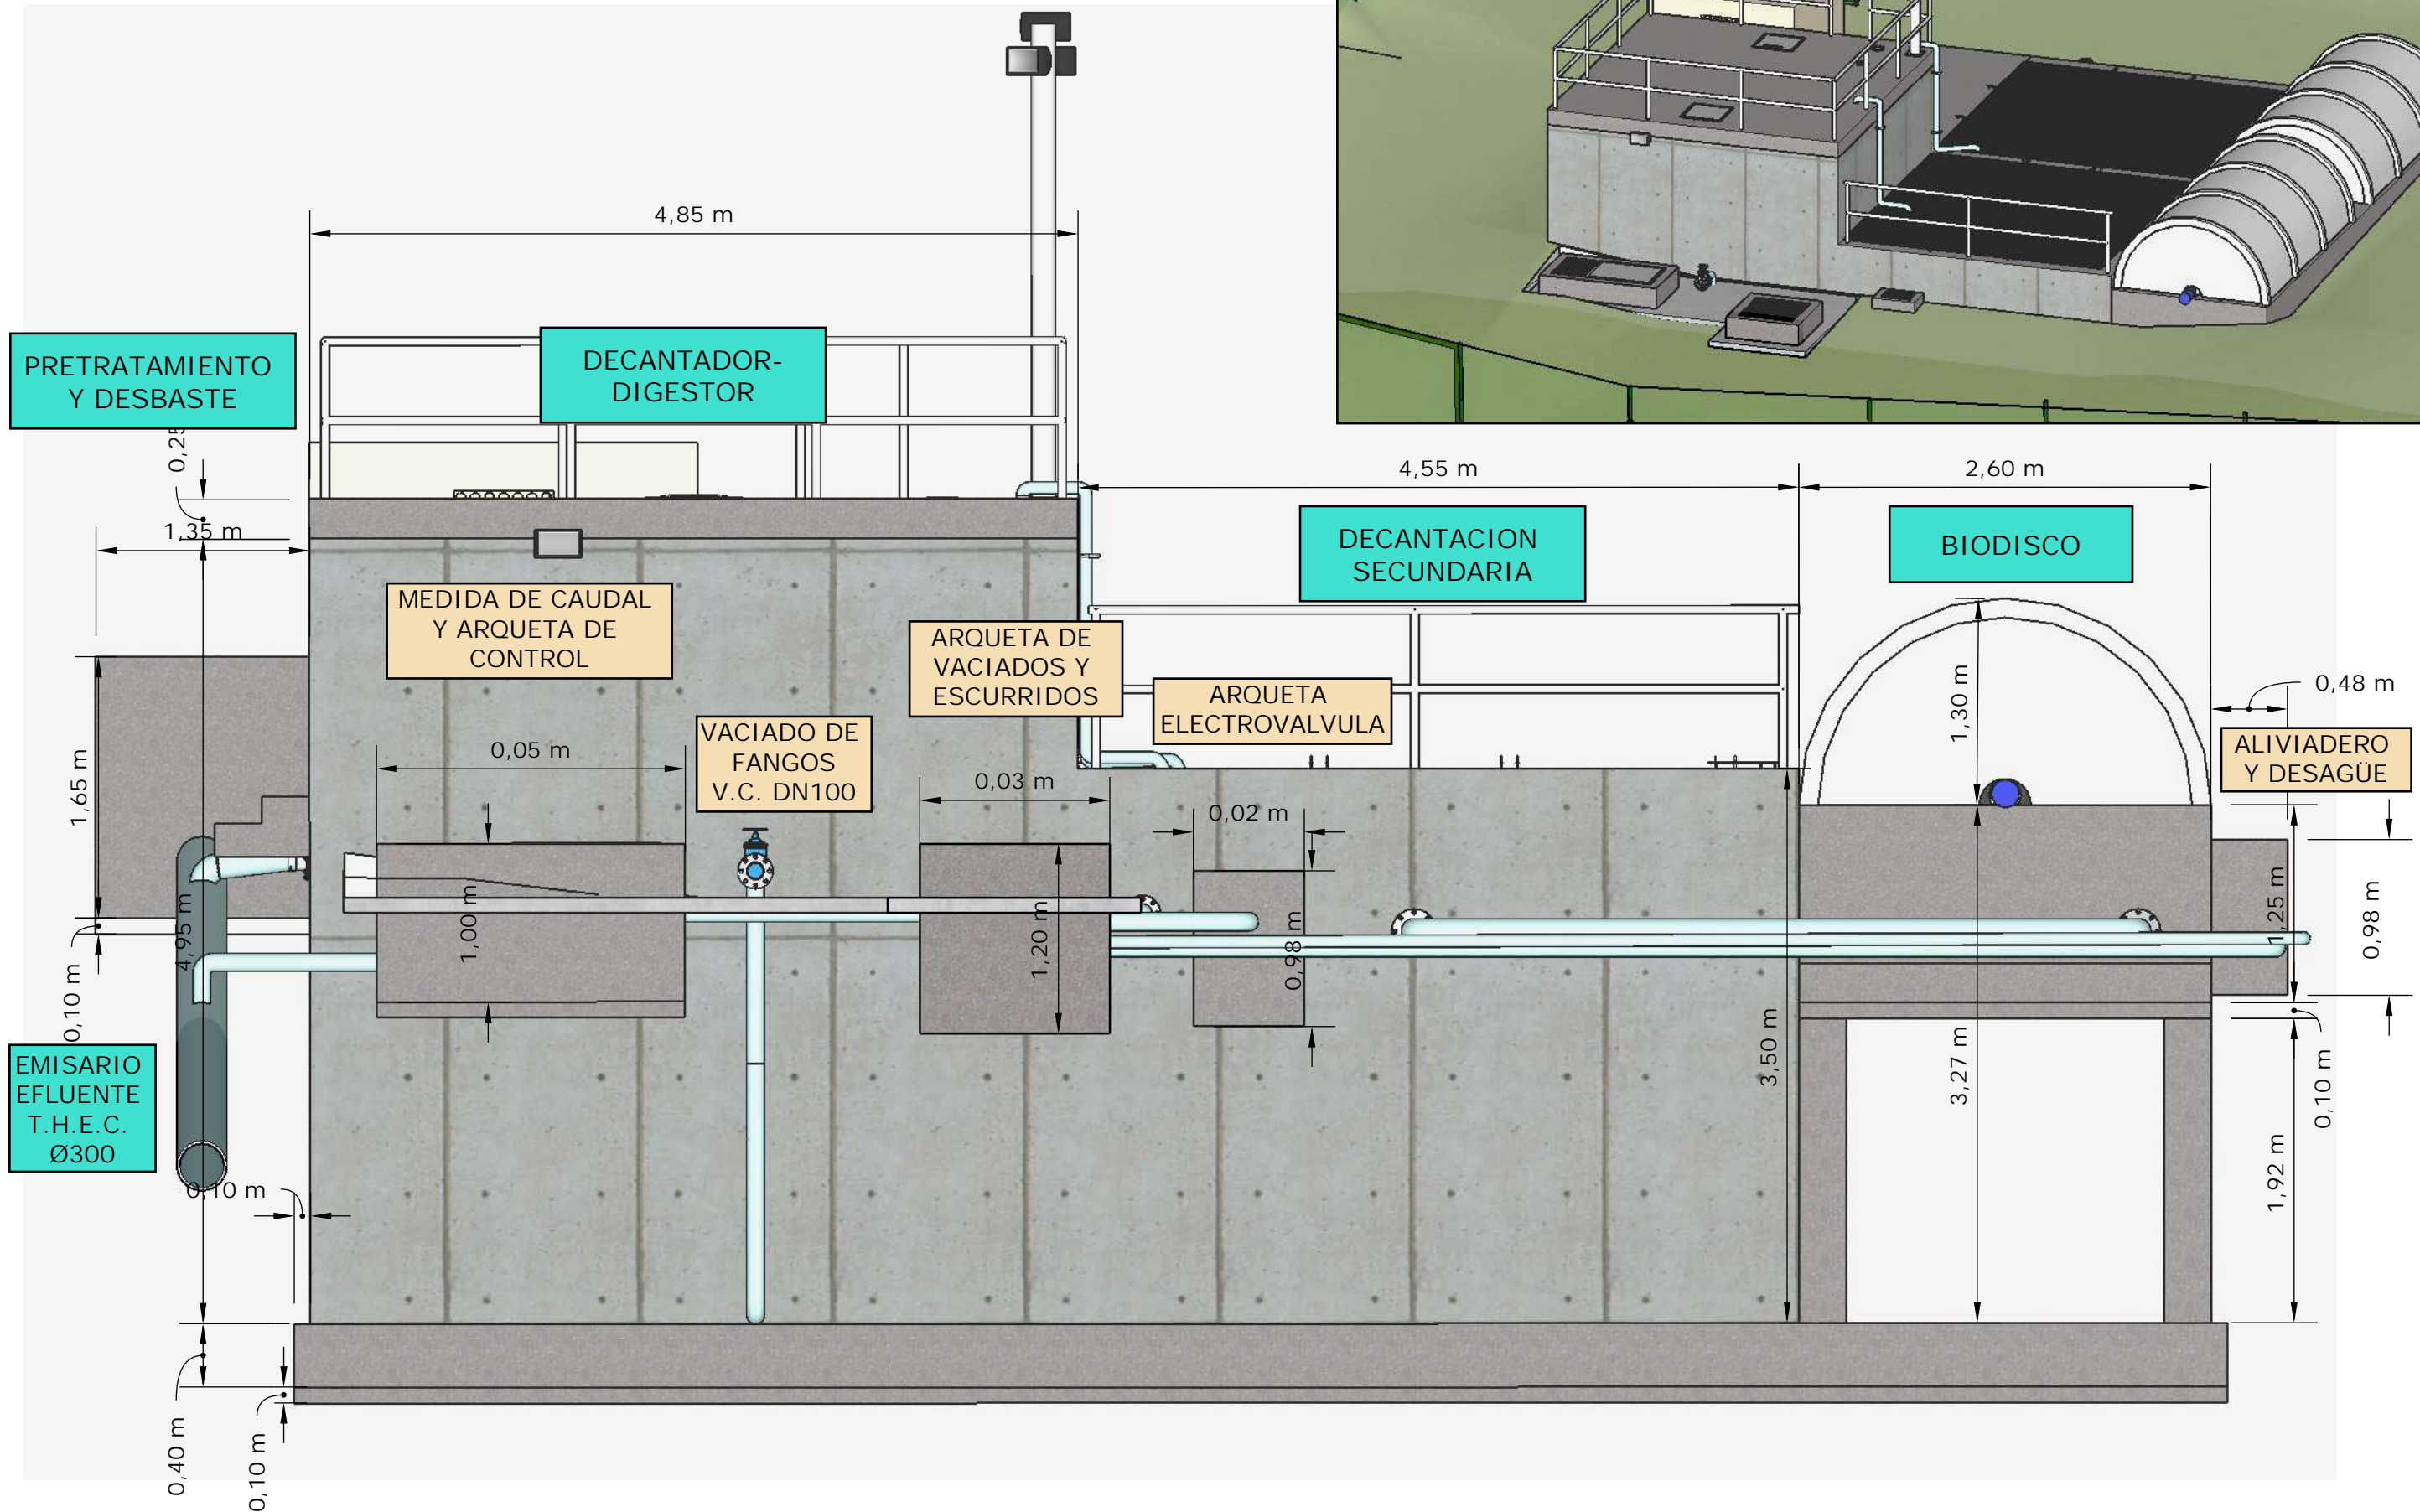 4,85 m
PRETRATAMIENTO
Y DESBASTE
DECANTADOR-
DIGESTOR
0,25
4,55 m
2,60 m
1,35 m
DECANTACION
SECUNDARIA
BIODISCO
MEDIDA DE CAUDAL
Y ARQUETA DE
CONTROL
ARQUETA DE
VACIADOS Y
ESCURRIDOS
ARQUETA
ELECTROVALVULA
1,30 m
0,48 m
VACIADO DE
FANGOS
V.C. DN100
ALIVIADERO
Y DESAGÜE
0,05 m
0,03 m
0,02 m
1,65 m
4,95 m
1,00 m
1,20 m
0,98 m
1,25 m
0,98 m
0,10 m
3,50 m
3,27 m
0,10 m
EMISARIO
EFLUENTE
T.H.E.C.
Ø300
1,92 m
0,10 m
0,40 m
0,10 m